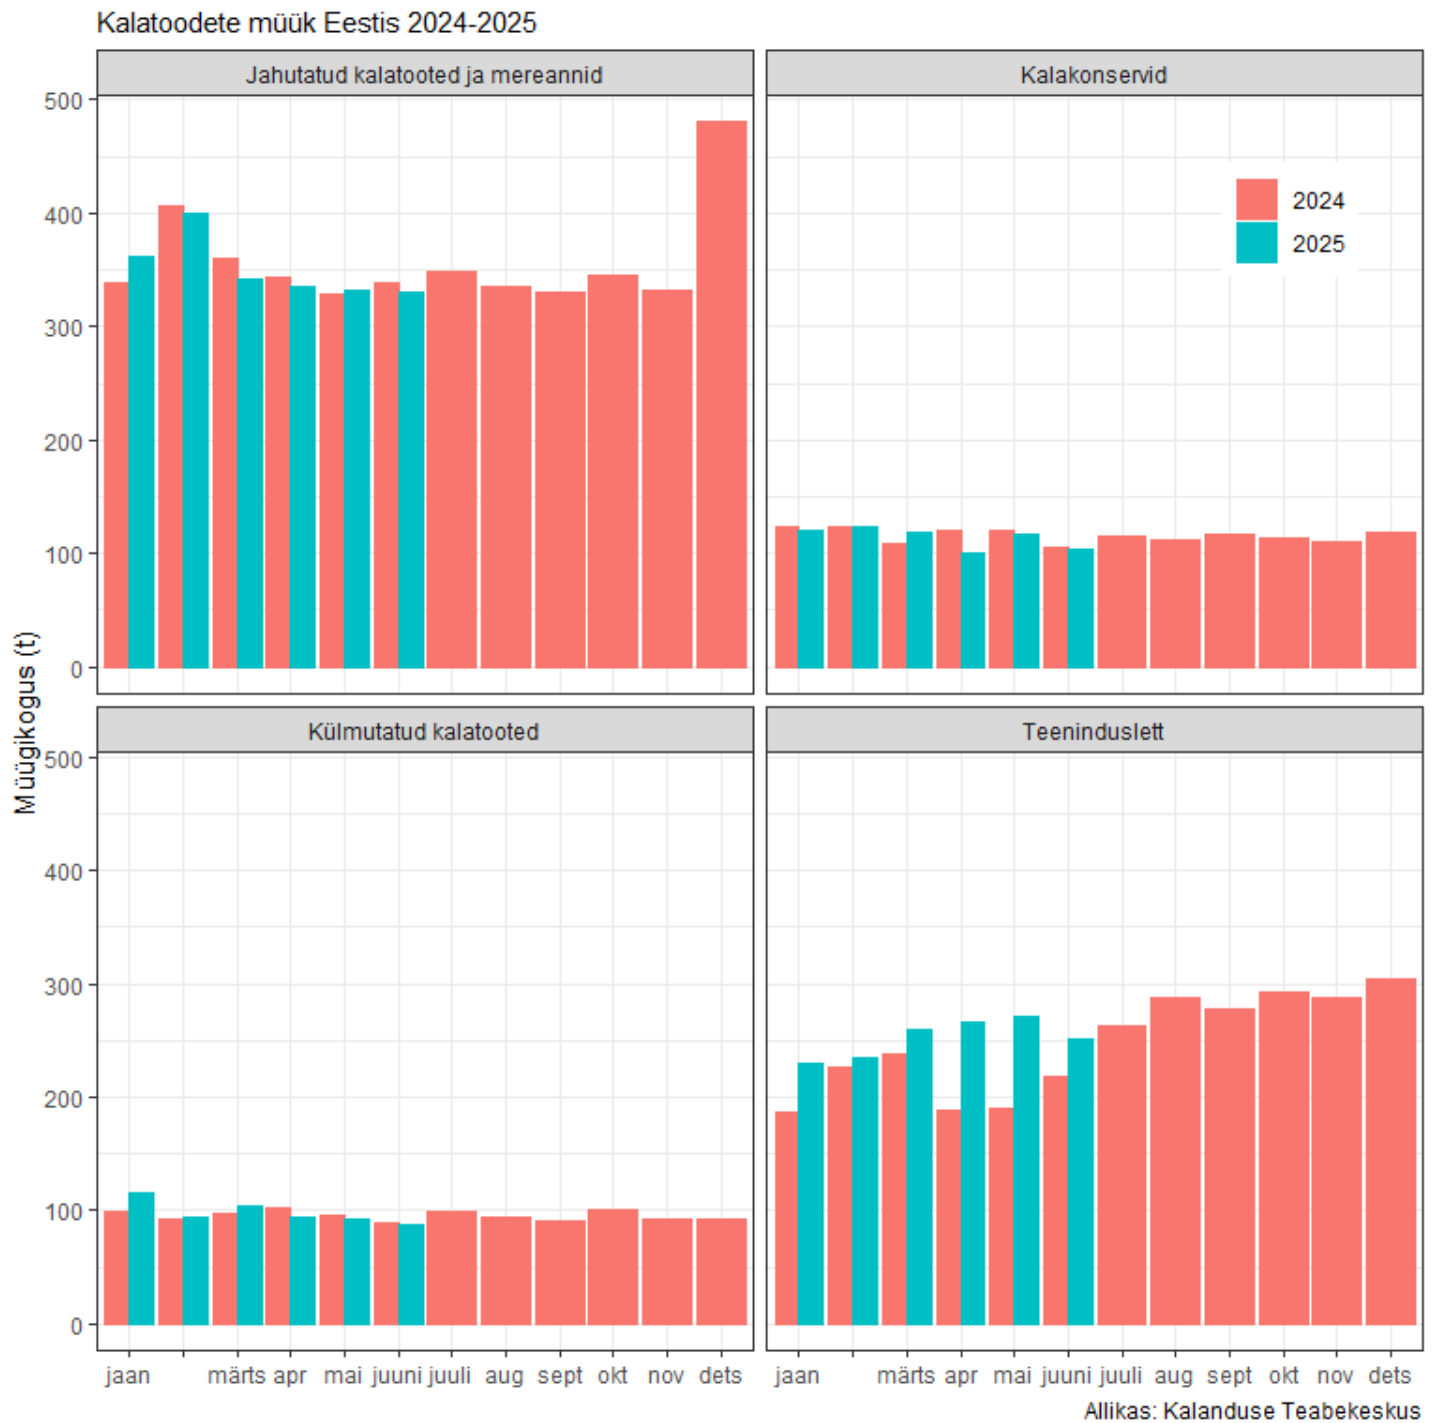 Kalatoodete müük Eestis 2024-2025
Jahutatud kalatooted ja mereannid
Kalakonservid
500
400
300
200
100
0
2024
2025
Müügikogus (t)
Külmutatud kalatooted
Teeninduslett
500
400
300
200
100
0
jaan märts apr mai juuni juuli aug sept okt nov dets
jaan märts apr mai juuni juuli aug sept okt nov dets
Allikas: Kalanduse Teabekeskus